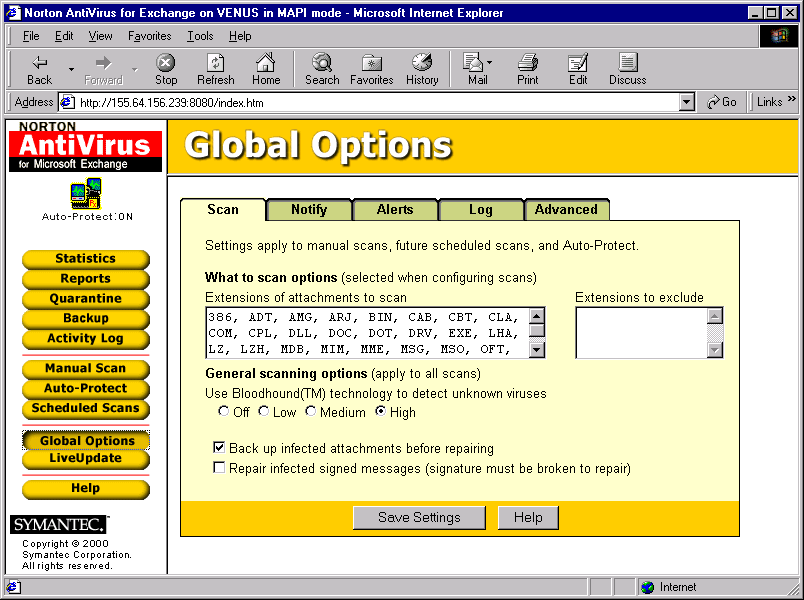 Norton AntiVirus for Exchange on VENUS in MAPI mode - Microsoft Internet Explorer
File Edit View Favorites Tools Help
Back Forward Stop Refresh Home Search Favorites History Mail Print Edit Discuss
Address http://155.64.156.239:8080/index.htm Go Links »
NORTON
AntiVirus
for Microsoft Exchange
Global Options
Auto-Protect:ON
Statistics
Reports
Quarantine
Backup
Activity Log
Manual Scan
Auto-Protect
Scheduled Scans
Global Options
LiveUpdate
Help
SYMANTEC.™
Copyright © 2000
Symantec Corporation.
All rights reserved.
Scan Notify Alerts Log Advanced
Settings apply to manual scans, future scheduled scans, and Auto-Protect.
What to scan options (selected when configuring scans)
Extensions of attachments to scan Extensions to exclude
386, ADT, AMG, ARJ, BIN, CAB, CBT, CLA,
COM, CPL, DLL, DOC, DOT, DRV, EXE, LHA,
LZ, LZH, MDB, MIM, MME, MSG, MSO, OFT,
General scanning options (apply to all scans)
Use Bloodhound(TM) technology to detect unknown viruses
Off Low Medium High
Back up infected attachments before repairing
Repair infected signed messages (signature must be broken to repair)
Save Settings Help
Internet